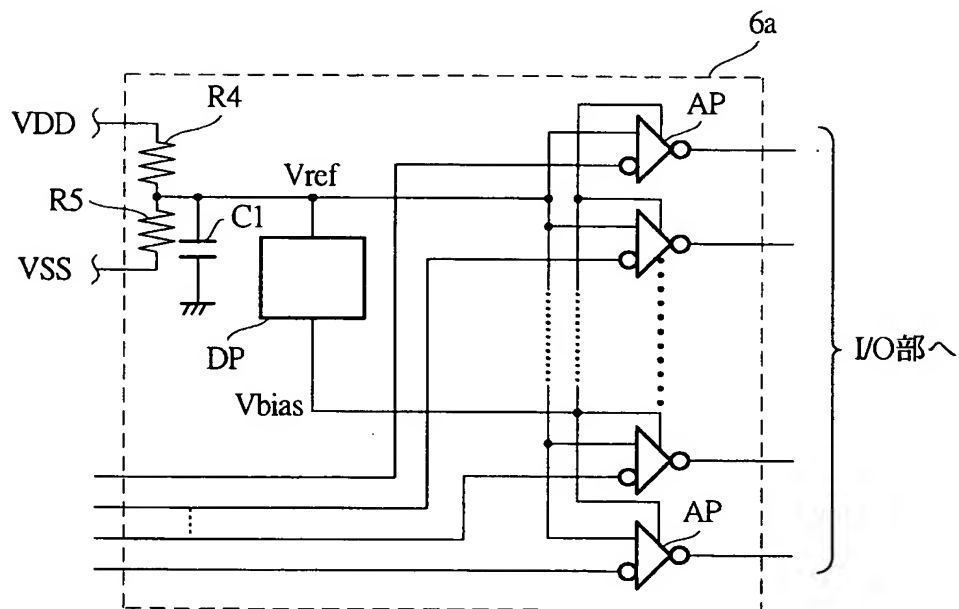 6a
VDD
R4
AP
Vref
R5
C1
VSS
DP
Vbias
I/O部へ
AP